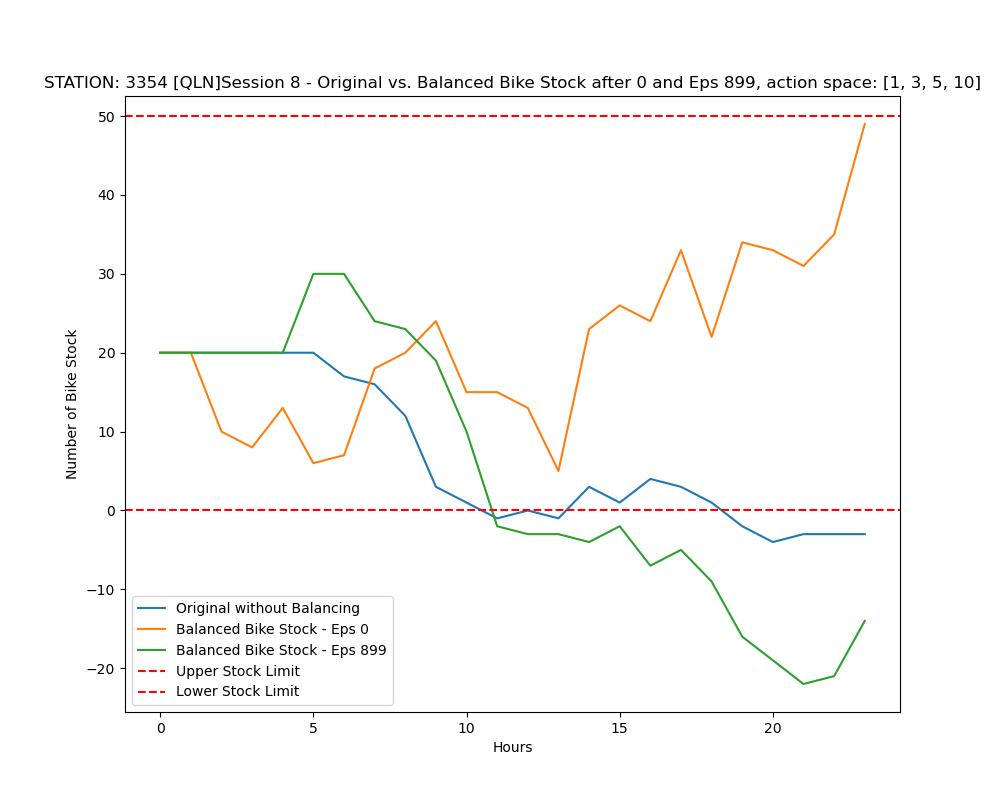 STATION: 3354 [QLN]Session 8 - Original vs. Balanced Bike Stock after 0 and Eps 899, action space: [1, 3, 5, 10]
50
40
30
20
10
0
−10
−20
Number of Bike Stock
Original without Balancing
Balanced Bike Stock - Eps 0
Balanced Bike Stock - Eps 899
Upper Stock Limit
Lower Stock Limit
0 5 10 15 20
Hours